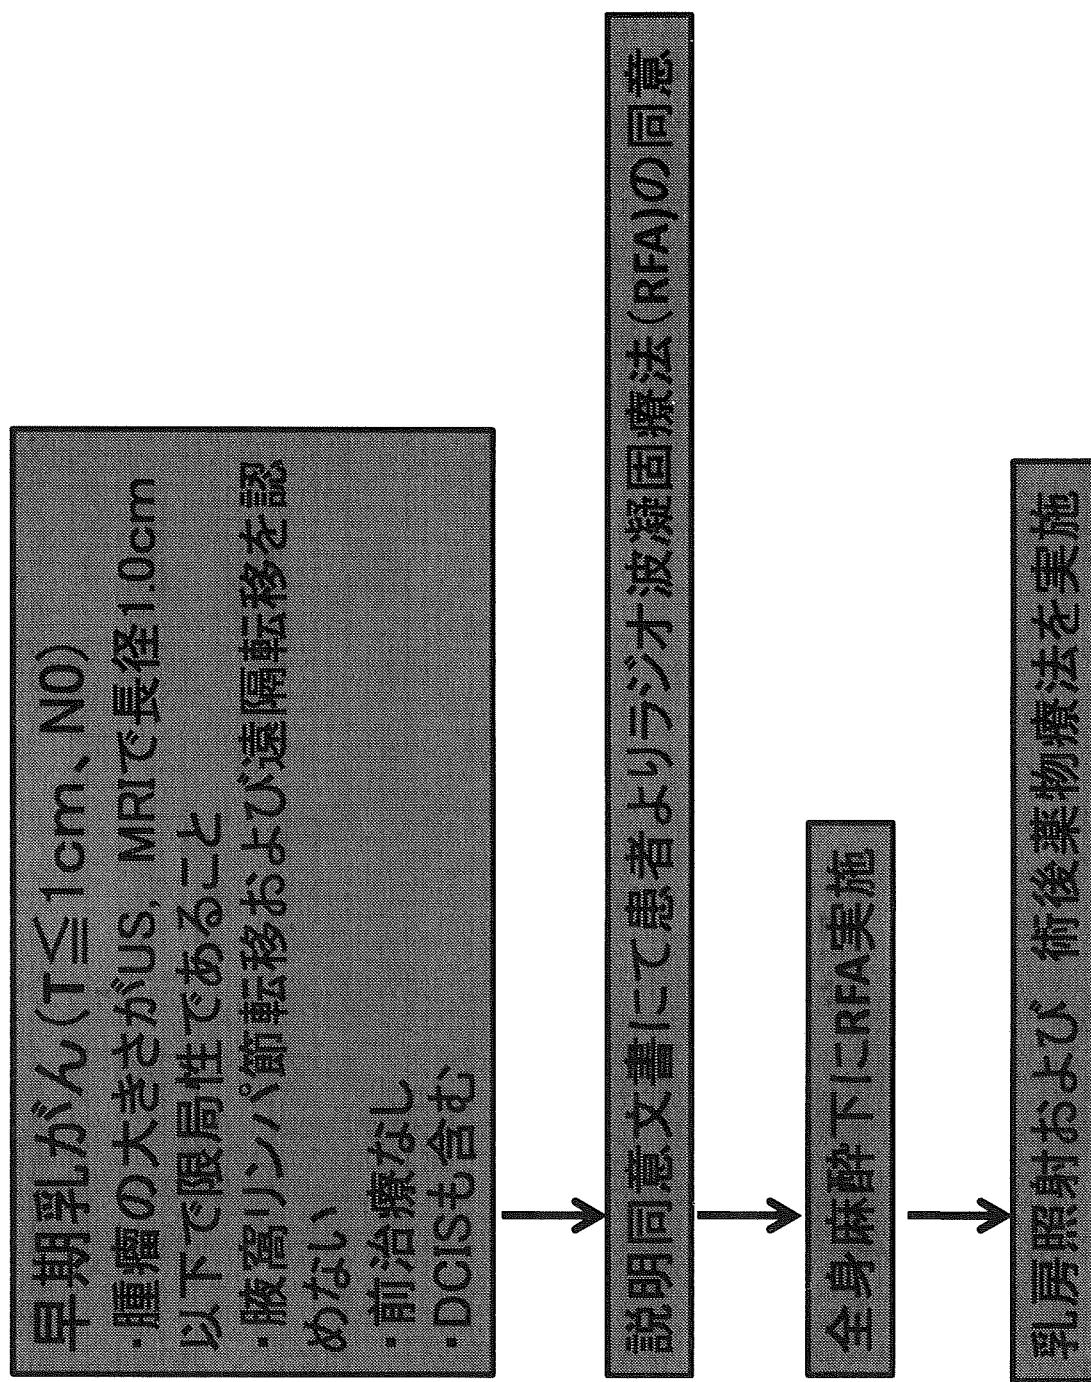 早期乳がん(T≦1cm、N0)
・腫瘤の大きさがUS, MRIで長径1.0cm
以下で限局性であること
・腋窩リンパ節転移および遠隔転移を認
めない
・前治療なし
・DCISも含む
説明同意文書にて患者よりラジオ波凝固療法(RFA)の同意
全身麻酔下にRFA実施
乳房照射および 術後薬物療法を実施